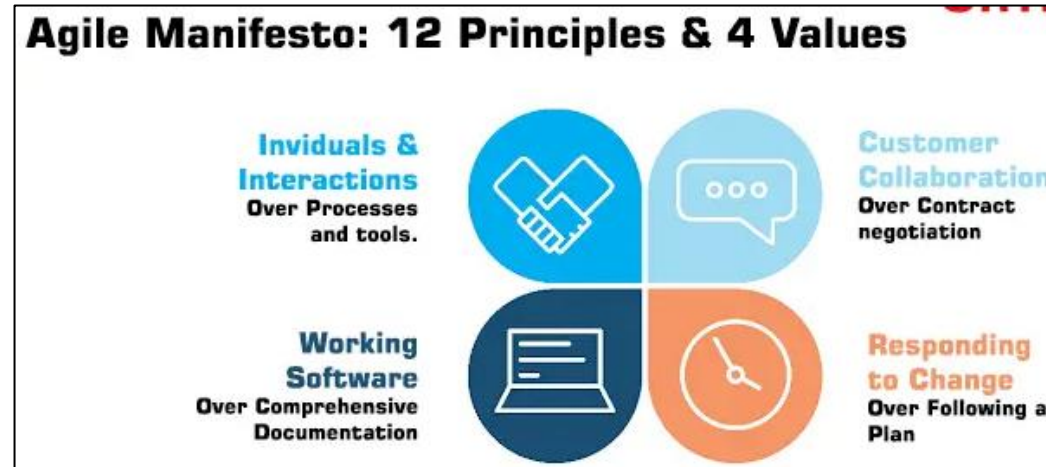 Agile Manifesto: 12 Principles & 4 Values
Inviduals &
Interactions
Over Processes
and tools.
Customer
Collaboration
Over Contract
negotiation
Working
Software
Over Comprehensive
Documentation
Responding
to Change
Over Following a
Plan